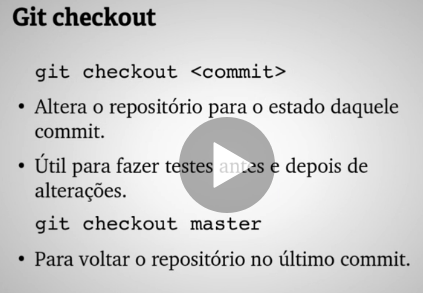 Git checkout
git checkout <commit>
• Altera o repositório para o estado daquele
commit.
• Útil para fazer testes antes e depois de
alterações.
git checkout master
• Para voltar o repositório no último commit.